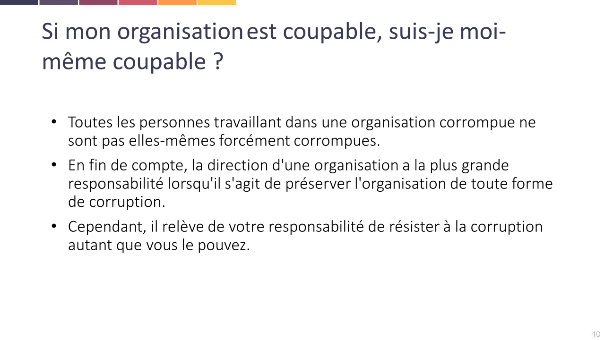 Si mon organisation est coupable, suis-je moi-
même coupable ?
• Toutes les personnes travaillant dans une organisation corrompue ne
sont pas elles-mêmes forcément corrompues.
• En fin de compte, la direction d'une organisation a la plus grande
responsabilité lorsqu'il s'agit de préserver l'organisation de toute forme
de corruption.
• Cependant, il relève de votre responsabilité de résister à la corruption
autant que vous le pouvez.
40